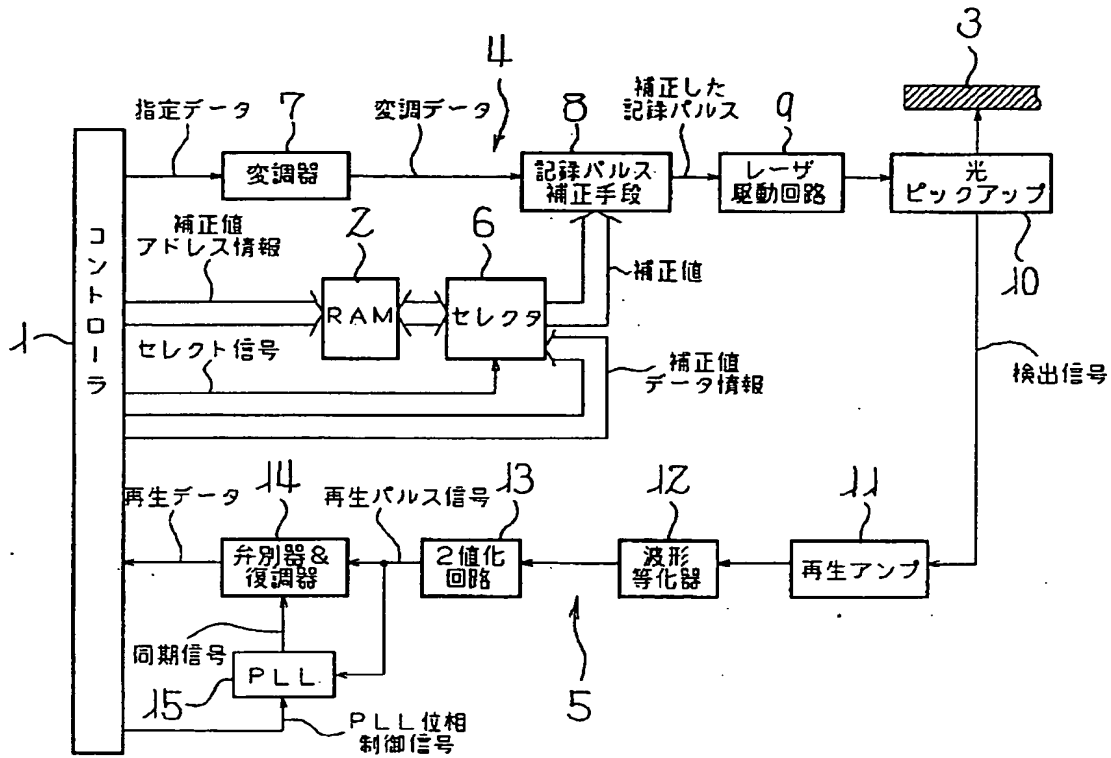 3
4
指定データ
7
変調データ
8
補正した
記録パルス
9
変調器
記録パルス
補正手段
レーザ
駆動回路
光
ピックアップ
10
補正値
アドレス情報
2
6
補正値
RAM
セレクタ
コントローラ
1
セレクト信号
補正値
データ情報
検出信号
再生データ
14
再生パルス信号
13
12
11
弁別器&
復調器
2値化
回路
波形
等化器
再生アンプ
同期信号
5
PLL
15
PLL位相
制御信号